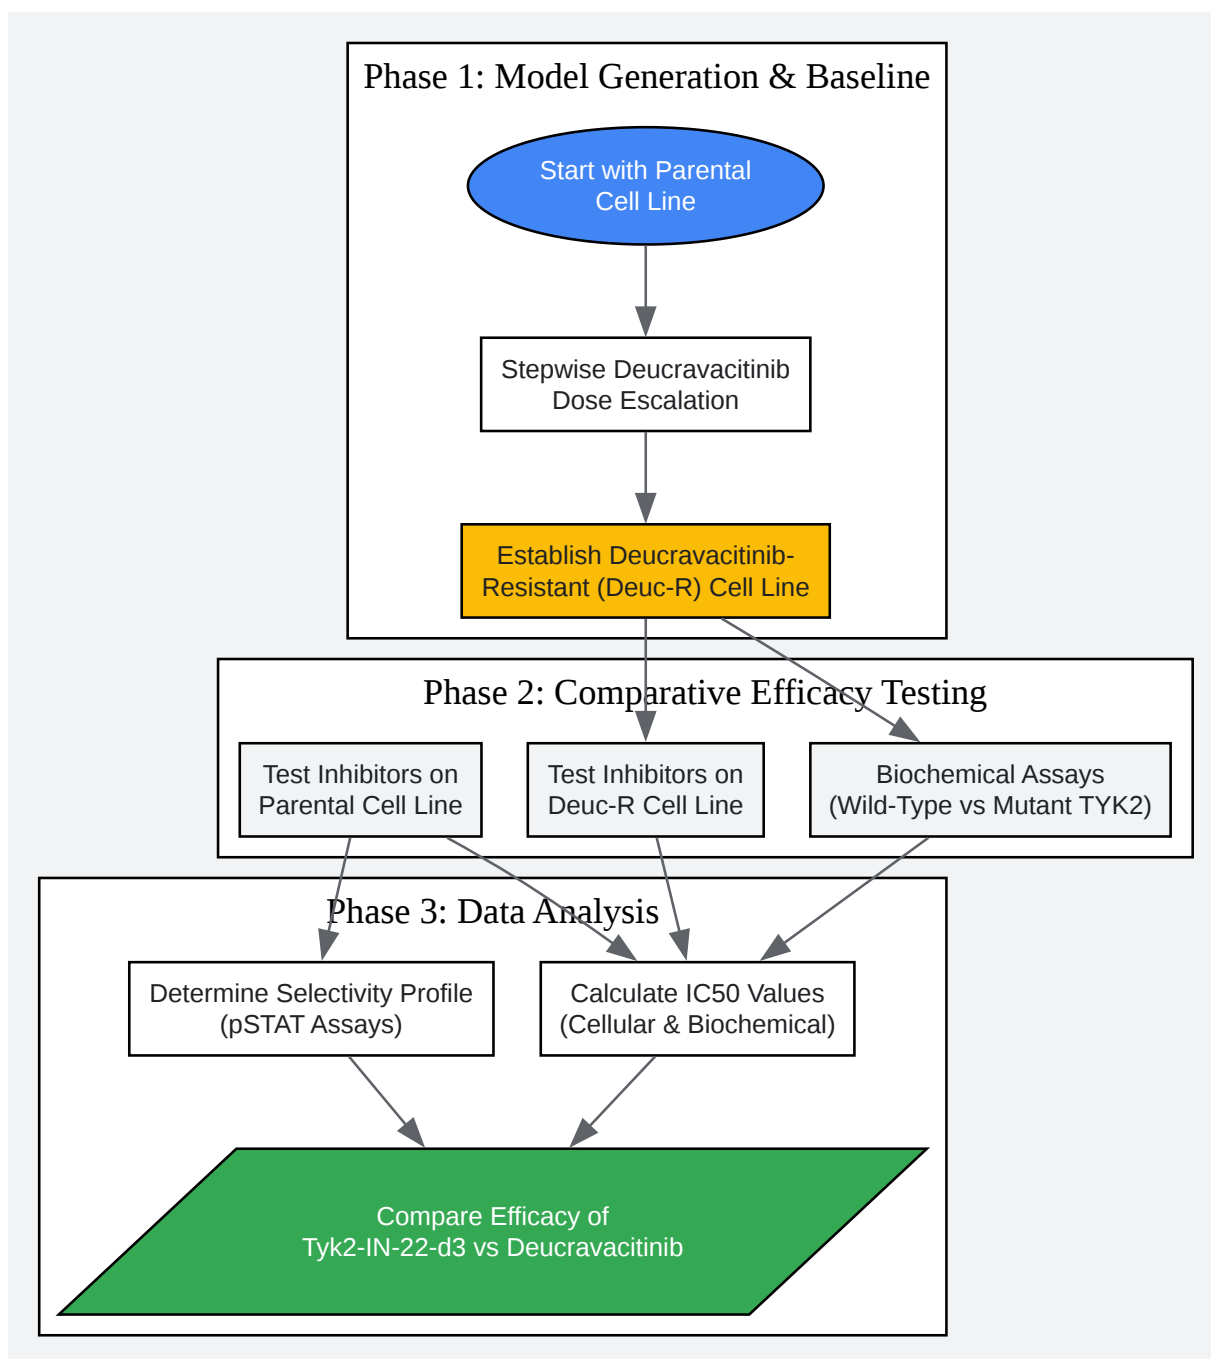 Phase 1: Model Generation & Baseline
Start with Parental
Cell Line
Stepwise Deucravacitinib
Dose Escalation
Establish Deucravacitinib-
Resistant (Deuc-R) Cell Line
Phase 2: Comparative Efficacy Testing
Test Inhibitors on
Parental Cell Line
Test Inhibitors on
Deuc-R Cell Line
Biochemical Assays
(Wild-Type vs Mutant TYK2)
Phase 3: Data Analysis
Determine Selectivity Profile
(pSTAT Assays)
Calculate IC50 Values
(Cellular & Biochemical)
Compare Efficacy of
Tyk2-IN-22-d3 vs Deucravacitinib